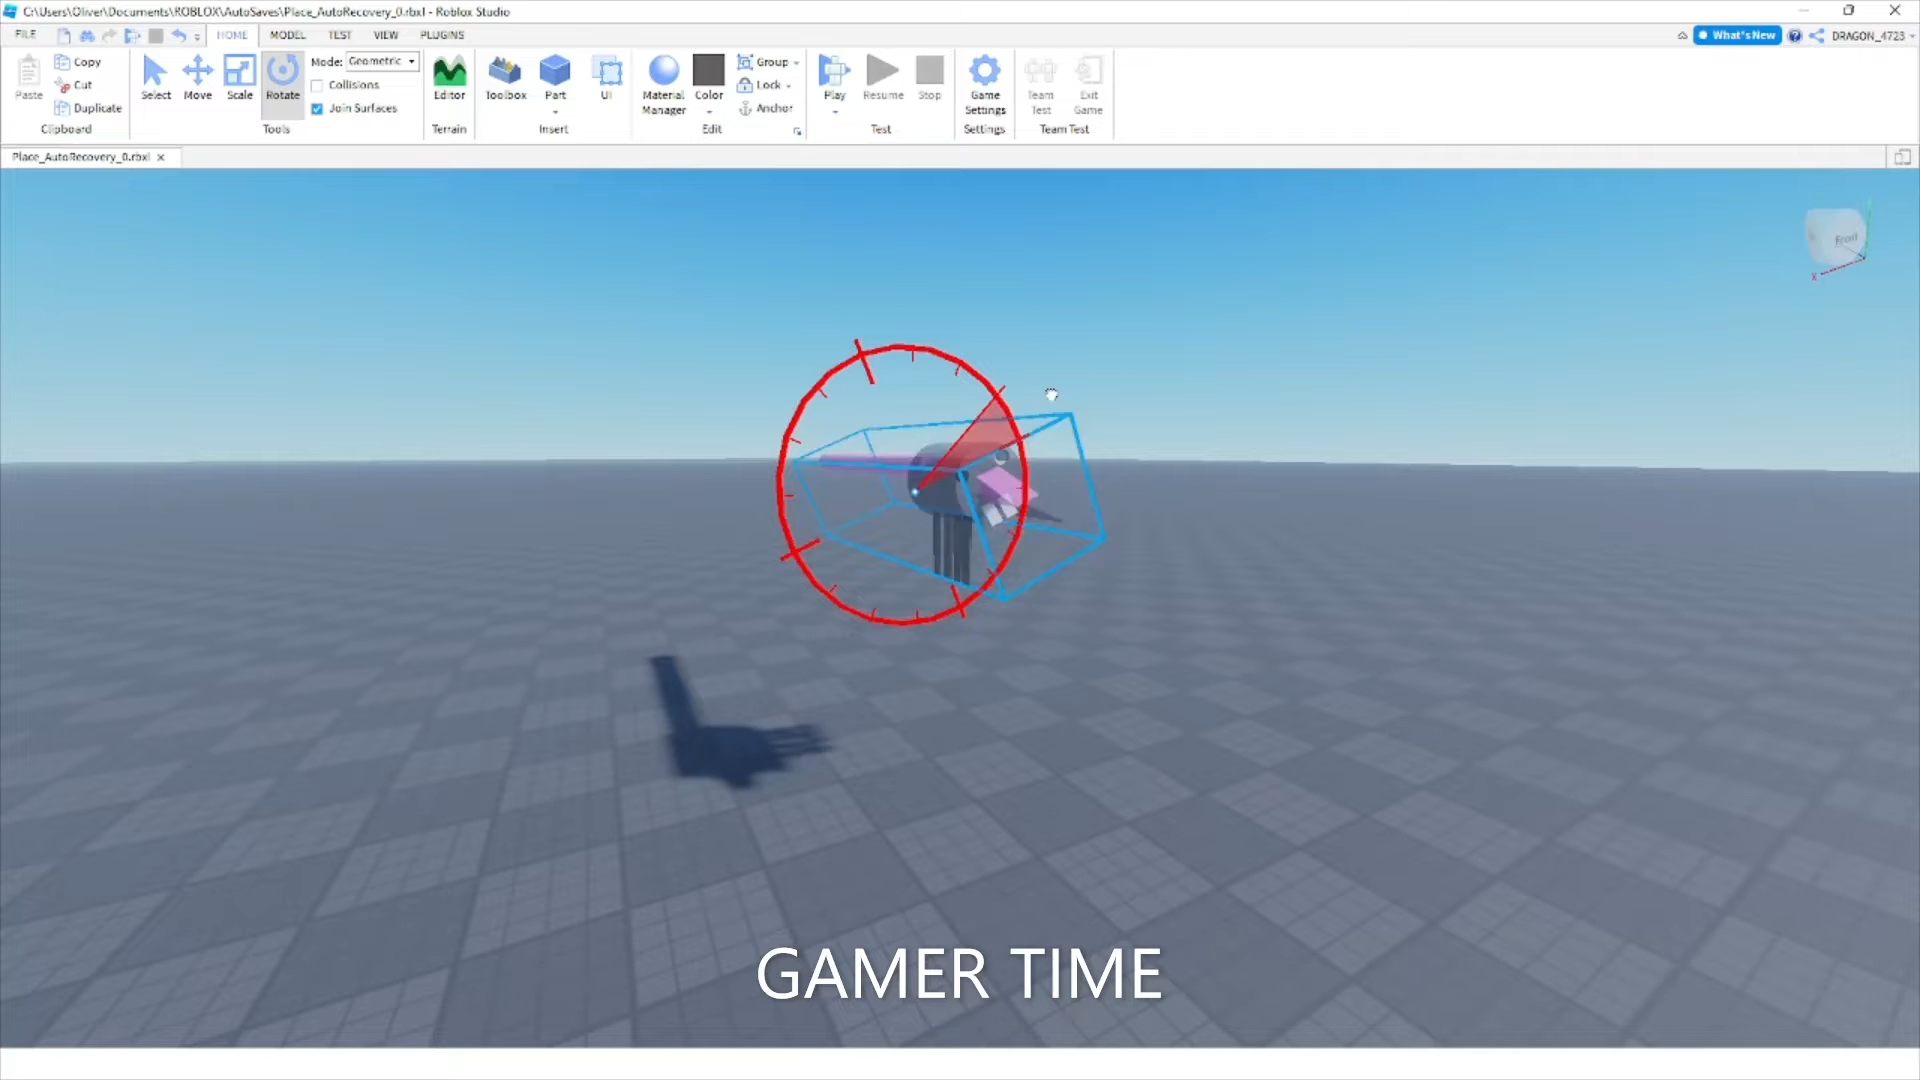 C:\Users\Oliver\Documents\ROBLOX\AutoSaves\Place_AutoRecovery_0.rbxl - Roblox Studio
FILE HOME MODEL TEST VIEW PLUGINS What's New DRAGON_4723
Paste Copy Cut Duplicate
Clipboard
Select Move Scale Rotate Mode: Geometric Collisions Join Surfaces
Tools
Editor
Terrain
Toolbox Part UI
Insert
Material Manager Color Group Lock Anchor
Edit
Play Resume Stop
Test
Game Settings
Settings
Team Test Exit Game
Team Test
Place_AutoRecovery_0.rbxl
Front
X
GAMER TIME